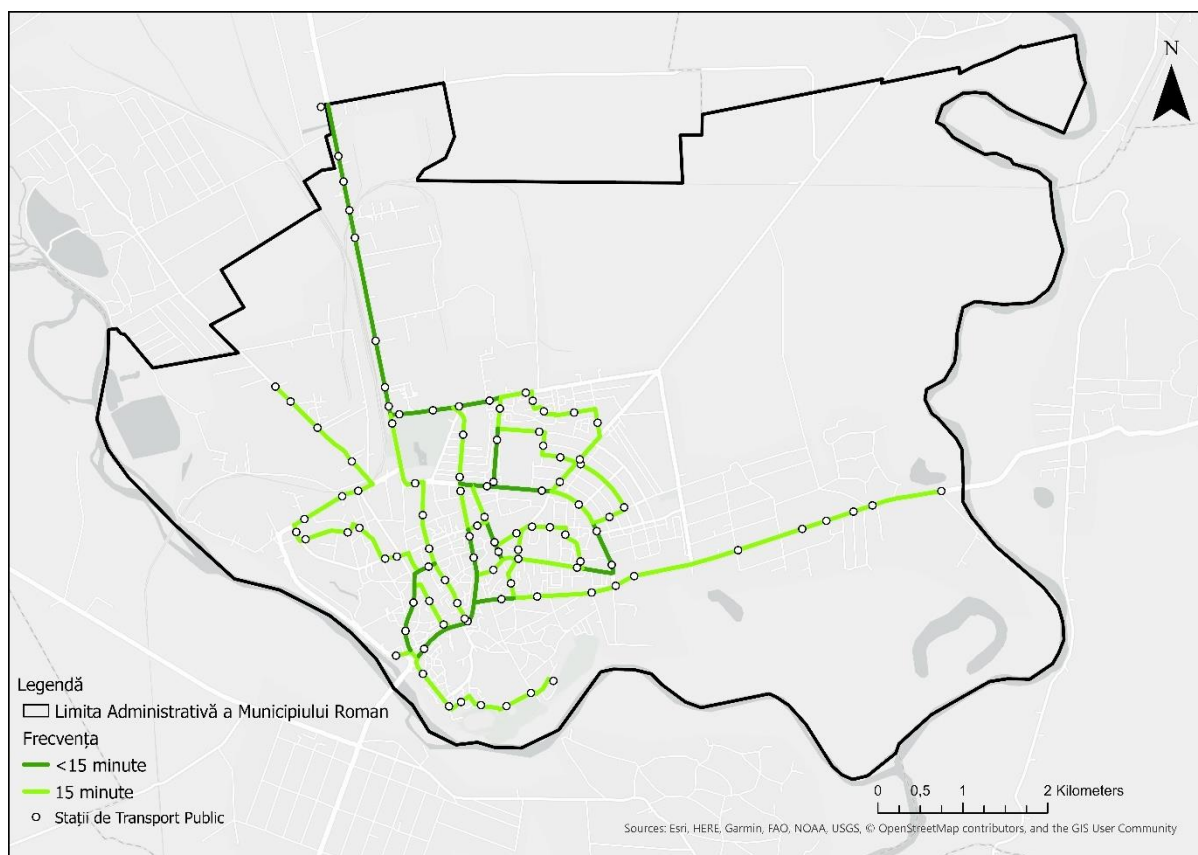 N
Legendă
Limita Administrativă a Municipiului Roman
Frecvența
<15 minute
15 minute
Stații de Transport Public
0 0,5 1 2 Kilometers
Sources: Esri, HERE, Garmin, FAO, NOAA, USGS, © OpenStreetMap contributors, and the GIS User Community